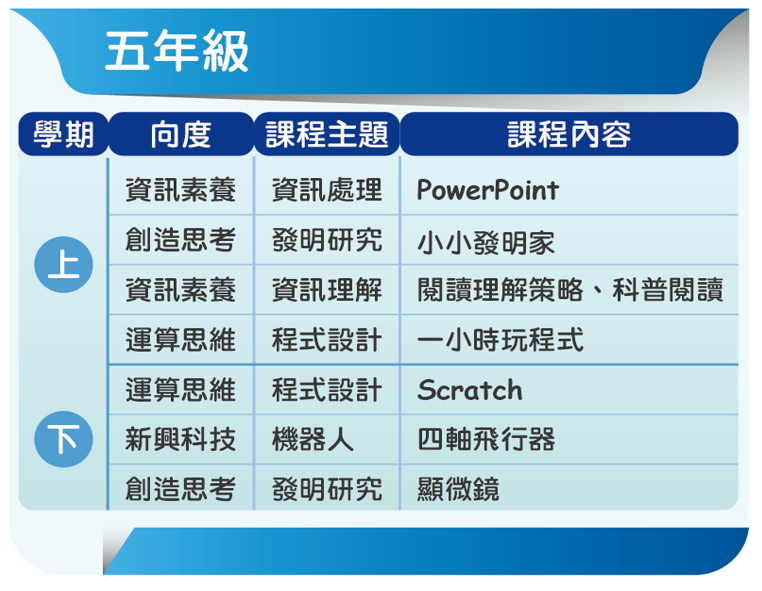 五年級
學期 向度 課程主題 課程內容
上
資訊素養 資訊處理 PowerPoint
創造思考 發明研究 小小發明家
資訊素養 資訊理解 閱讀理解策略、科普閱讀
運算思維 程式設計 一小時玩程式
下
運算思維 程式設計 Scratch
新興科技 機器人 四軸飛行器
創造思考 發明研究 顯微鏡